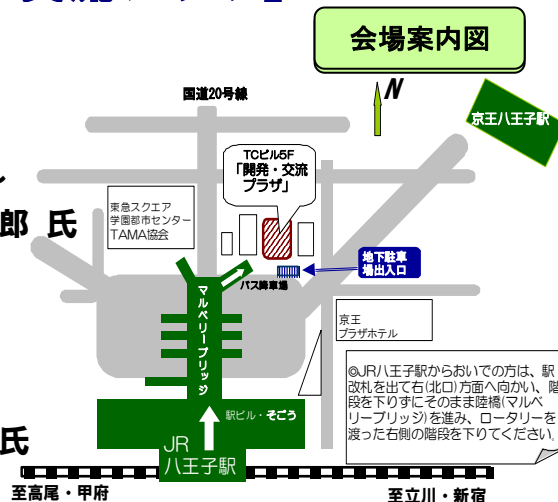 会場案内図
N
国道20号線
京王八王子駅
TCビル5F
「開発・交流
プラザ」
東急スクエア
学園都市センター
TAMA協会
郎 氏
地下駐車
場出入口
バス降車場
マルベリーブリッジ
京王
プラザホテル
◎JR八王子駅からおいでの方は、駅
改札を出て右(北口)方面へ向かい、階
段を下りずにそのまま陸橋(マルベ
リーブリッジ)を進み、ロータリーを
渡った右側の階段を下りてください。
駅ビル・そごう
氏
JR
八王子駅
至高尾・甲府
至立川・新宿